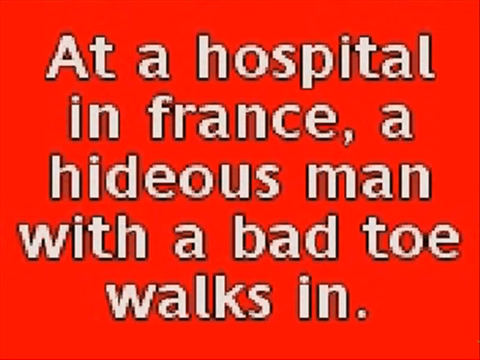 At a hospital
in france, a
hideous man
with a bad toe
walks in.